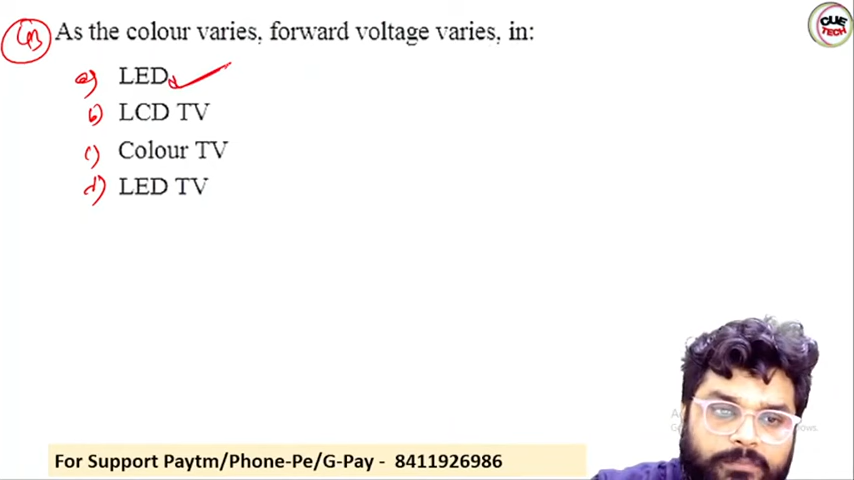 As the colour varies, forward voltage varies, in:
a) LED
b) LCD TV
c) Colour TV
d) LED TV
CUE
TECH
For Support Paytm/Phone-Pe/G-Pay - 8411926986